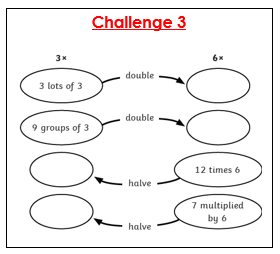 Challenge 3
3× 6×
double
3 lots of 3
double
9 groups of 3
12 times 6
halve
7 multiplied
by 6
halve